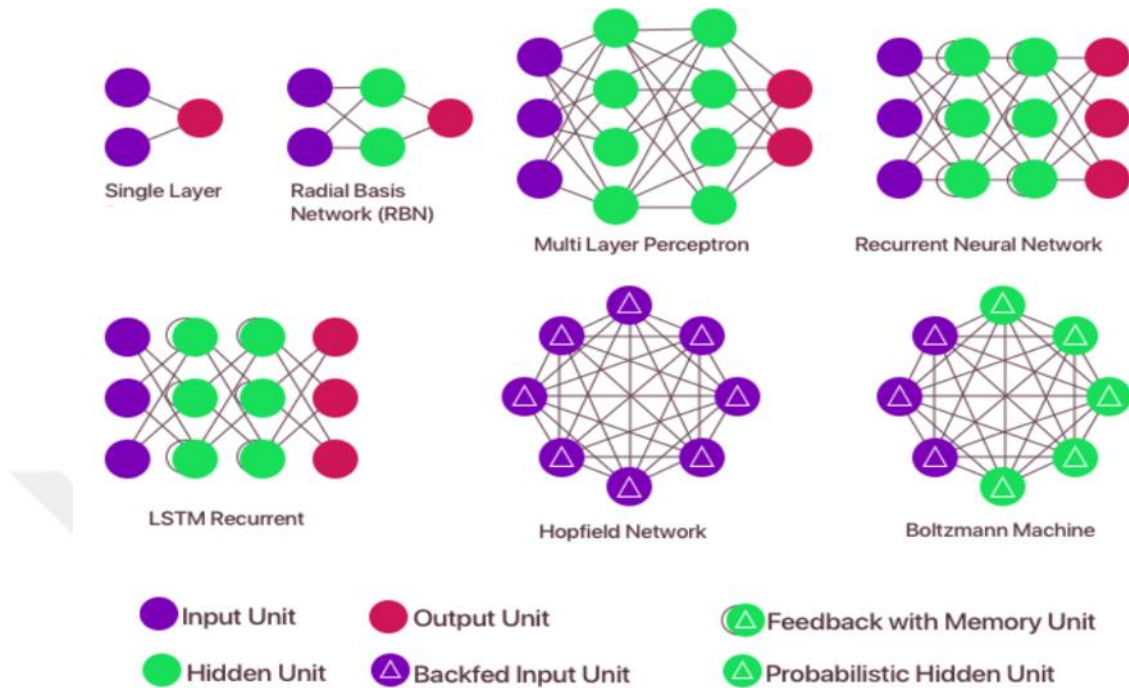 Single Layer
Radial Basis
Network (RBN)
Multi Layer Perceptron
Recurrent Neural Network
LSTM Recurrent
Hopfield Network
Boltzmann Machine
Input Unit
Output Unit
Feedback with Memory Unit
Hidden Unit
Backfed Input Unit
Probabilistic Hidden Unit